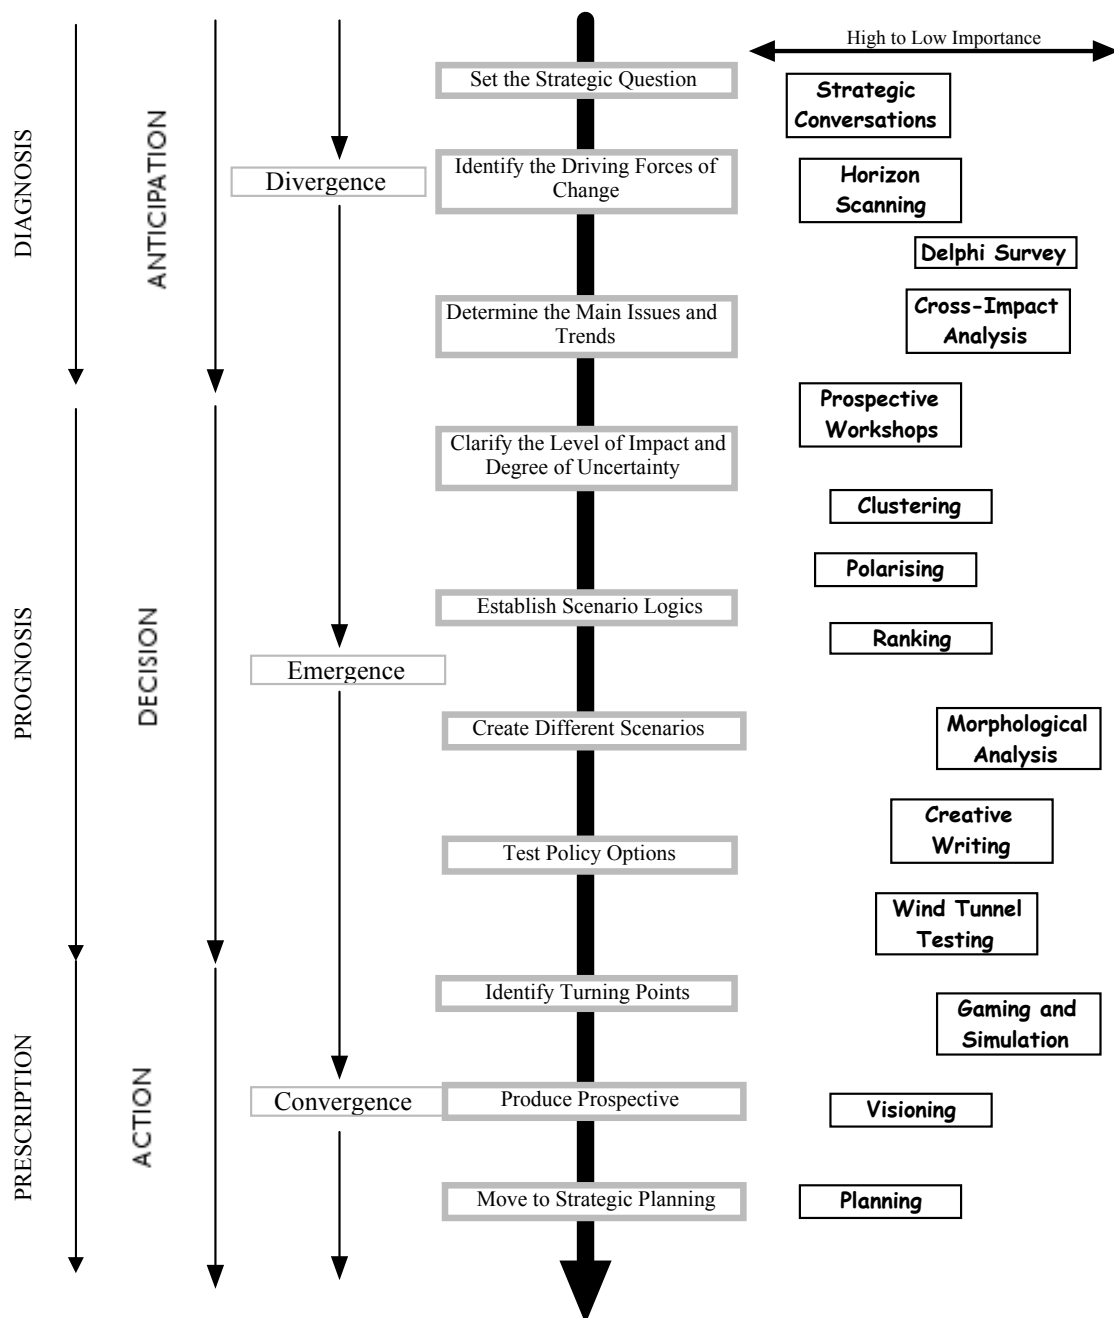 High to Low Importance
Set the Strategic Question
Strategic
Conversations
DIAGNOSIS
ANTICIPATION
Divergence
Identify the Driving Forces of
Change
Horizon
Scanning
Delphi Survey
Determine the Main Issues and
Trends
Cross-Impact
Analysis
Prospective
Workshops
Clarify the Level of Impact and
Degree of Uncertainty
Clustering
Polarising
PROGNOSIS
DECISION
Establish Scenario Logics
Ranking
Emergence
Create Different Scenarios
Morphological
Analysis
Creative
Writing
Test Policy Options
Wind Tunnel
Testing
Identify Turning Points
Gaming and
Simulation
PRESCRIPTION
ACTION
Convergence
Produce Prospective
Visioning
Move to Strategic Planning
Planning